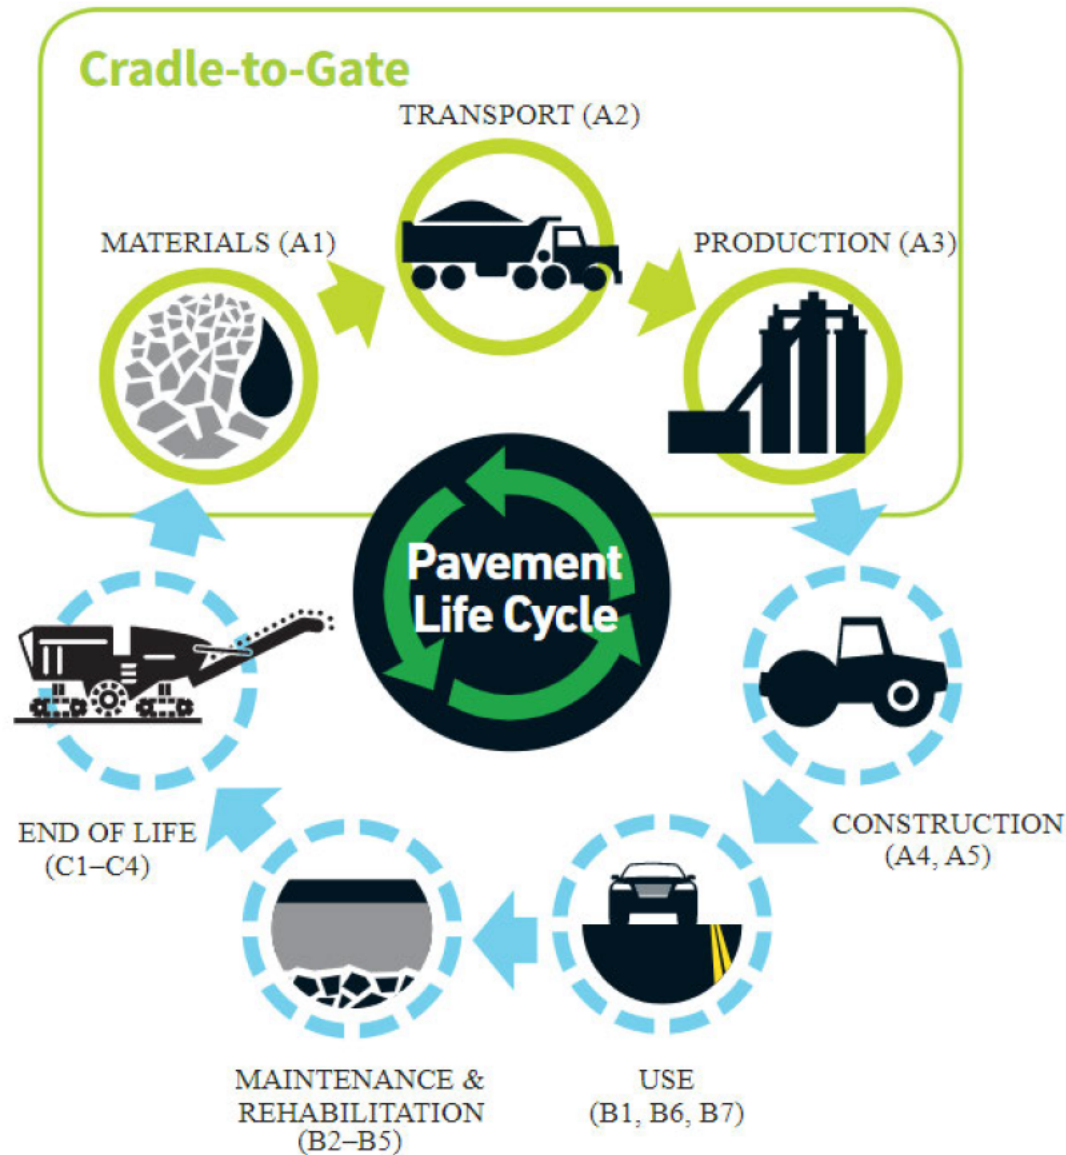 Cradle-to-Gate
TRANSPORT (A2)
MATERIALS (A1)
PRODUCTION (A3)
Pavement
Life Cycle
CONSTRUCTION
(A4, A5)
END OF LIFE
(C1–C4)
USE
(B1, B6, B7)
MAINTENANCE &
REHABILITATION
(B2–B5)